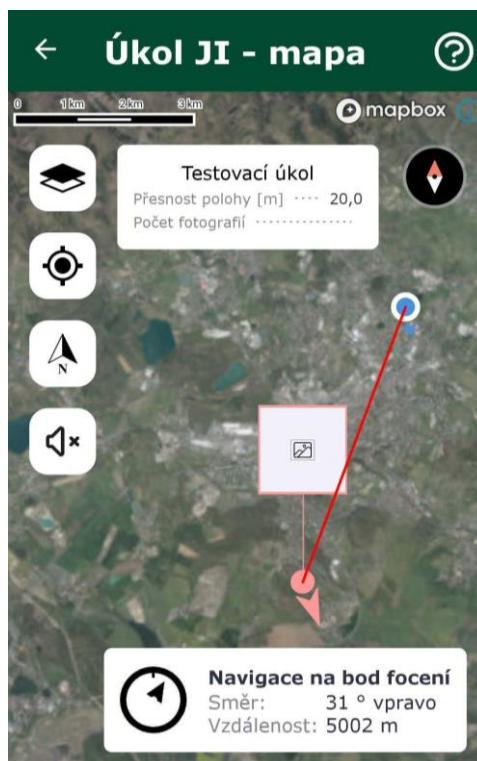 Úkol JI - mapa
0 1km 2km 3km
mapbox
Testovací úkol
Přesnost polohy [m] ···· 20,0
Počet fotografií ···············
N
Navigace na bod focení
Směr: 31 ° vpravo
Vzdálenost: 5002 m